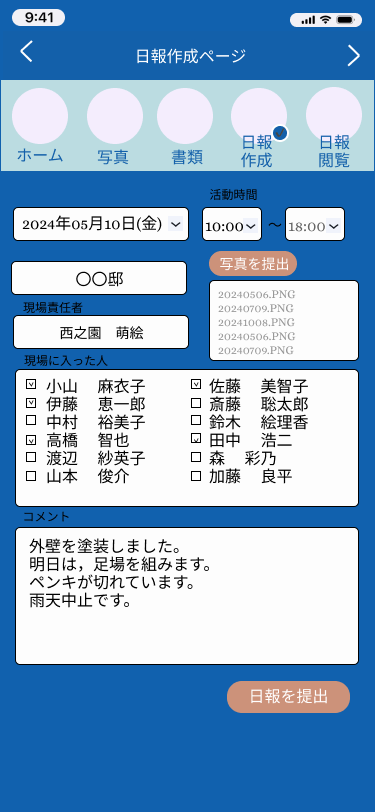 9:41
日報作成ページ
ホーム
写真
書類
日報
作成
日報
閲覧
活動時間
2024年05月10日(金)
10:00
〜
18:00
〇〇邸
写真を提出
20240506.PNG
20240709.PNG
20241008.PNG
20240506.PNG
20240709.PNG
現場責任者
西之園 萌絵
現場に入った人
小山 麻衣子
佐藤 美智子
伊藤 恵一郎
斎藤 聡太郎
中村 裕美子
鈴木 絵理香
高橋 智也
田中 浩二
渡辺 紗英子
森 彩乃
山本 俊介
加藤 良平
コメント
外壁を塗装しました。
明日は，足場を組みます。
ペンキが切れています。
雨天中止です。
日報を提出